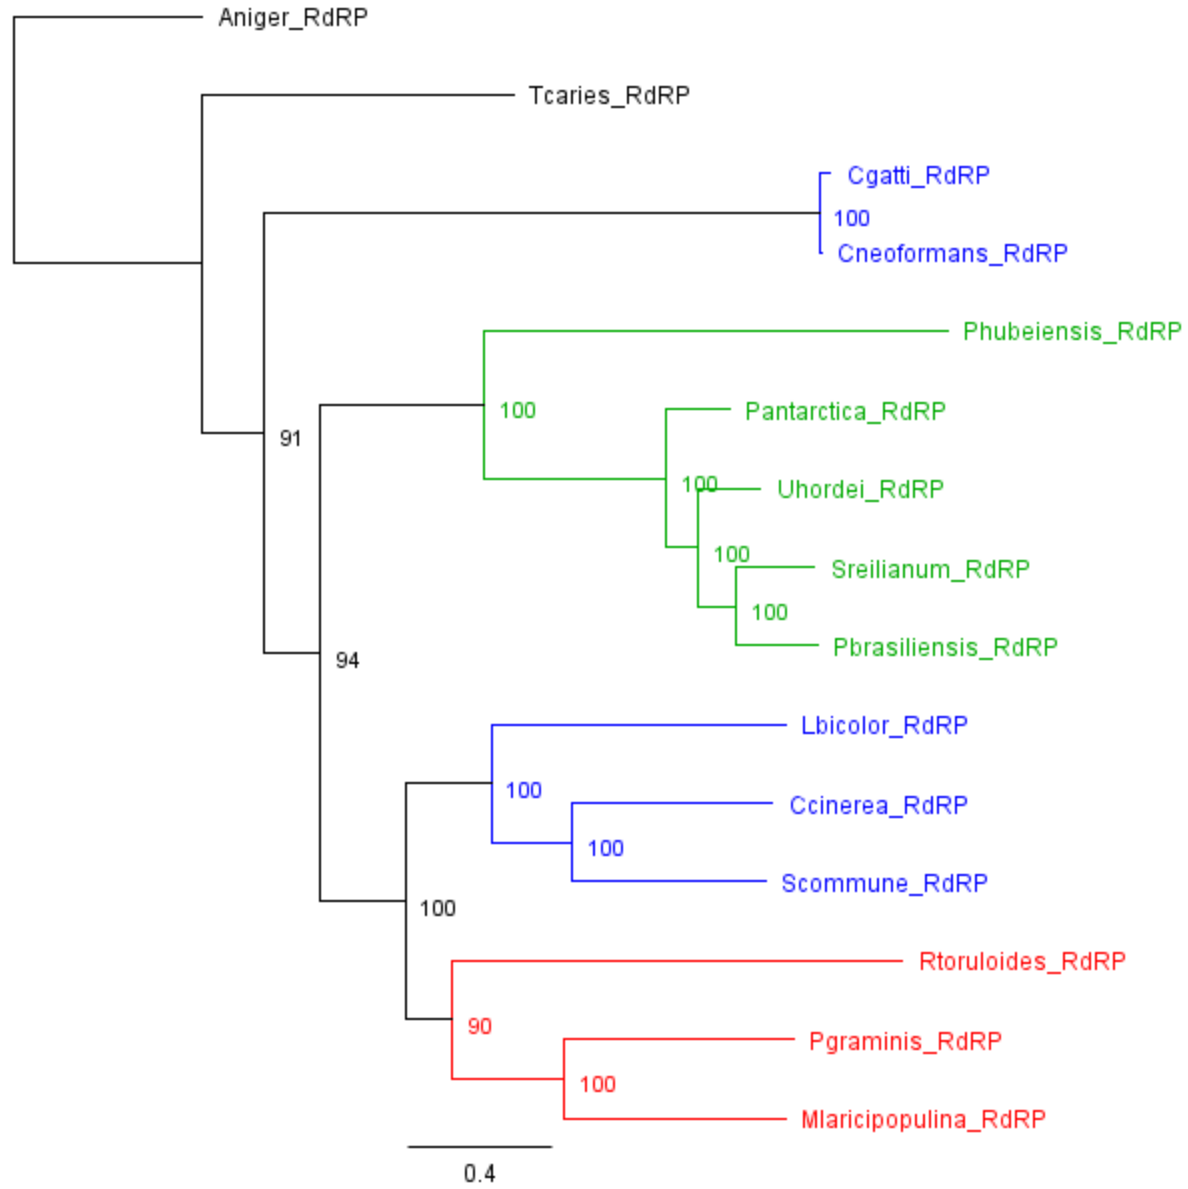 Aniger_RdRP
Tcaries_RdRP
Cgatti_RdRP
100
Cneoformans_RdRP
Phubeiensis_RdRP
100
Pantarctica_RdRP
91
100
Uhordei_RdRP
100
Sreilianum_RdRP
100
Pbrasiliensis_RdRP
94
Lbicolor_RdRP
100
Ccinerea_RdRP
100
Scommune_RdRP
100
Rtoruloides_RdRP
90
Pgraminis_RdRP
100
Mlaricipopulina_RdRP
0.4